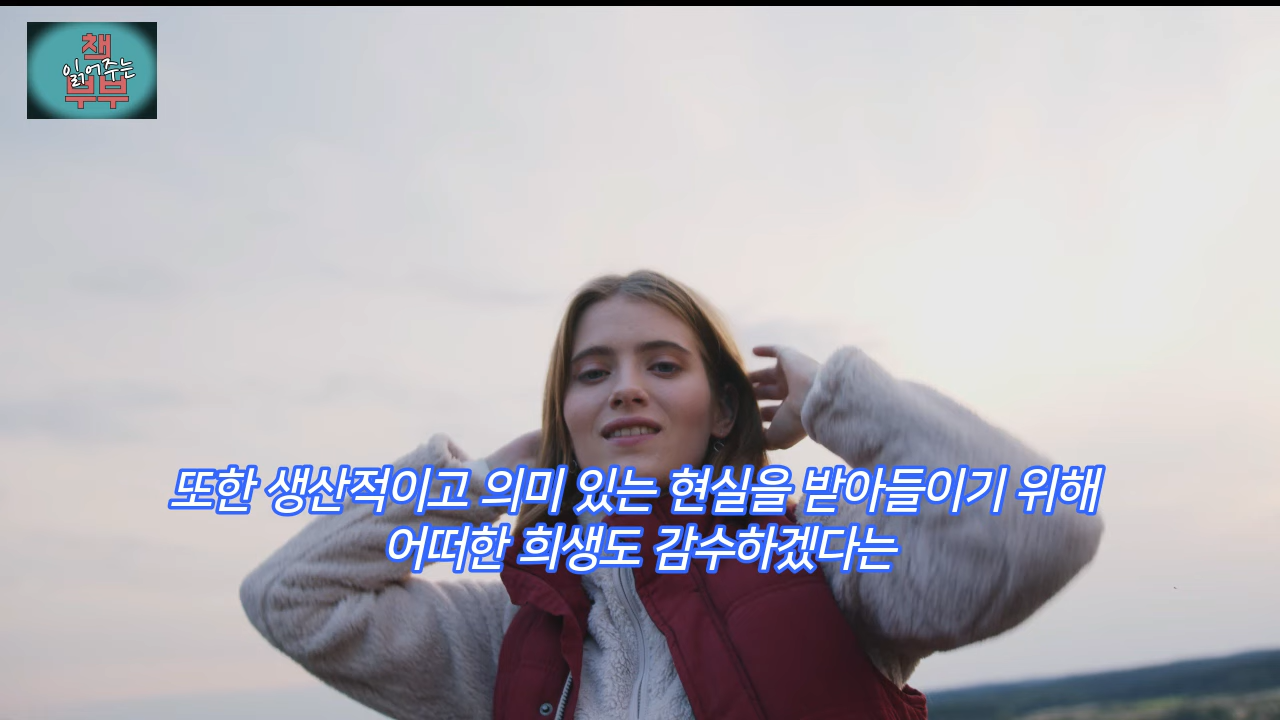 책
읽어주는
부부
또한 생산적이고 의미 있는 현실을 받아들이기 위해
어떠한 희생도 감수하겠다는